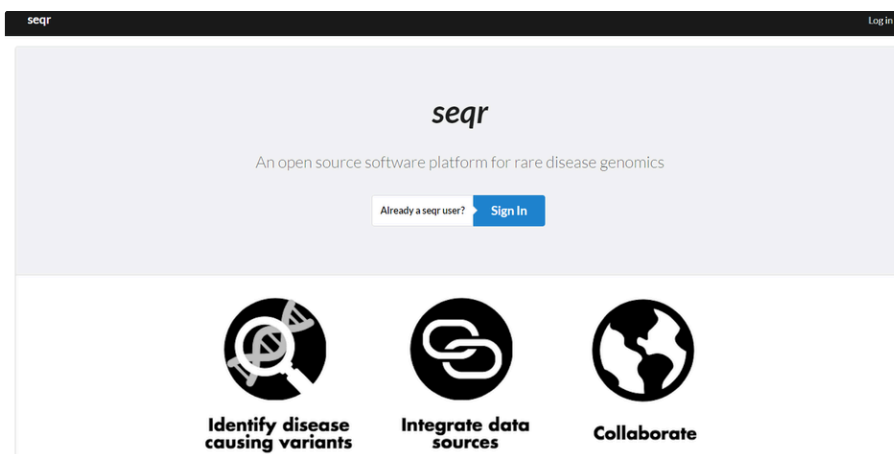 seqr
Log in
seqr
An open source software platform for rare disease genomics
Already a seqr user?
Sign In
Identify disease
causing variants
Integrate data
sources
Collaborate